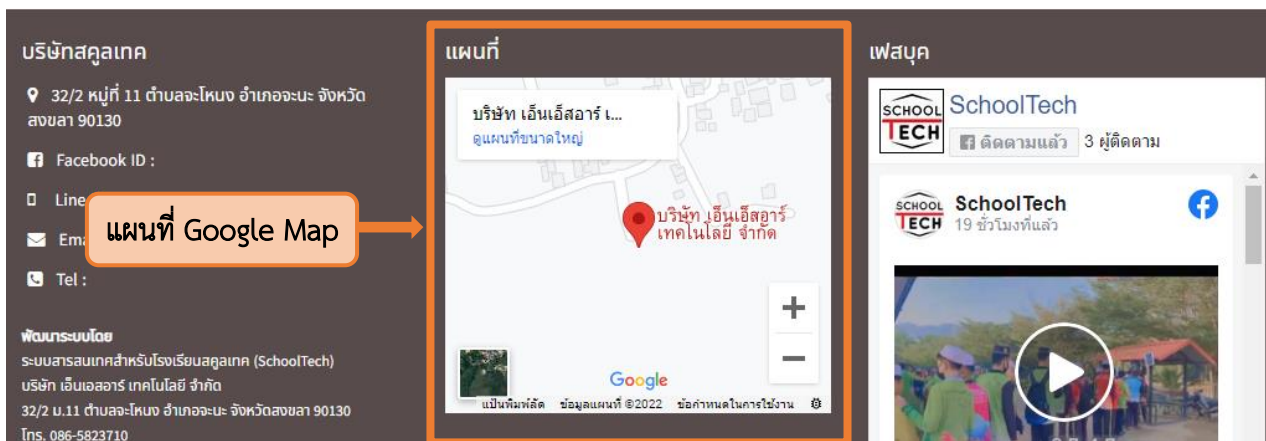 บริษัทสคูลเทค
32/2 หมู่ที่ 11 ตำบลจะโหนง อำเภอจะนะ จังหวัด
สงขลา 90130
Facebook ID :
Line
Ema
Tel :
พัฒนาระบบโดย
ระบบสารสนเทศสำหรับโรงเรียนสคูลเทค (SchoolTech)
บริษัท เอ็นเอสอาร์ เทคโนโลยี จำกัด
32/2 ม.11 ตำบลจะโหนง อำเภอจะนะ จังหวัดสงขลา 90130
โทร. 086-5823710
แผนที่ Google Map
แผนที่
บริษัท เอ็นเอ็สอาร์ เ...
ดูแผนที่ขนาดใหญ่
บริษัท เอ็นเอ็สอาร์
เทคโนโลยี จำกัด
+
−
Google
แป้นพิมพ์ลัด ข้อมูลแผนที่ ©2022 ข้อกำหนดในการใช้งาน
เฟสบุค
SCHOOL
TECH
SchoolTech
ติดตามแล้ว 3 ผู้ติดตาม
SCHOOL
TECH
SchoolTech
19 ชั่วโมงที่แล้ว